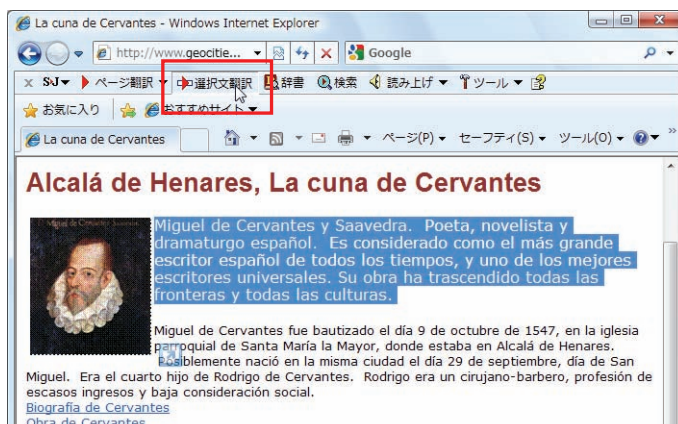 La cuna de Cervantes - Windows Internet Explorer
http://www.geocitie... Google
x S›J ページ翻訳 選択文翻訳 辞書 検索 読み上げ ツール
お気に入り おすすめサイト
La cuna de Cervantes ページ(P) セーフティ(S) ツール(O) »
Alcalá de Henares, La cuna de Cervantes
Miguel de Cervantes y Saavedra. Poeta, novelista y
dramaturgo español. Es considerado como el más grande
escritor español de todos los tiempos, y uno de los mejores
escritores universales. Su obra ha trascendido todas las
fronteras y todas las culturas.
Miguel de Cervantes fue bautizado el día 9 de octubre de 1547, en la iglesia
parroquial de Santa María la Mayor, donde estaba en Alcalá de Henares.
Posiblemente nació en la misma ciudad el día 29 de septiembre, día de San
Miguel. Era el cuarto hijo de Rodrigo de Cervantes. Rodrigo era un cirujano-barbero, profesión de
escasos ingresos y baja consideración social.
Biografía de Cervantes
Obra de Cervantes